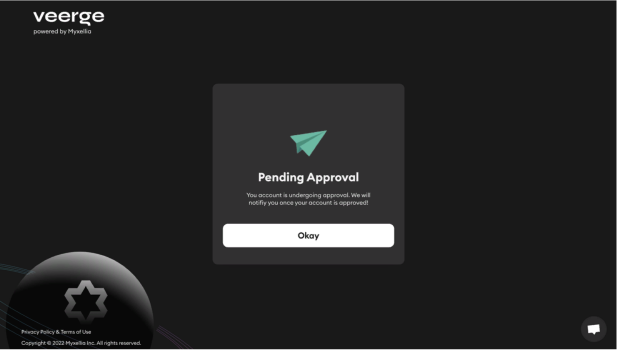 veerge
powered by Myxellia
Pending Approval
You account is undergoing approval. We will
notifiy you once your account is approved!
Okay
Privacy Policy & Terms of Use
Copyright © 2022 Myxellia Inc. All rights reserved.